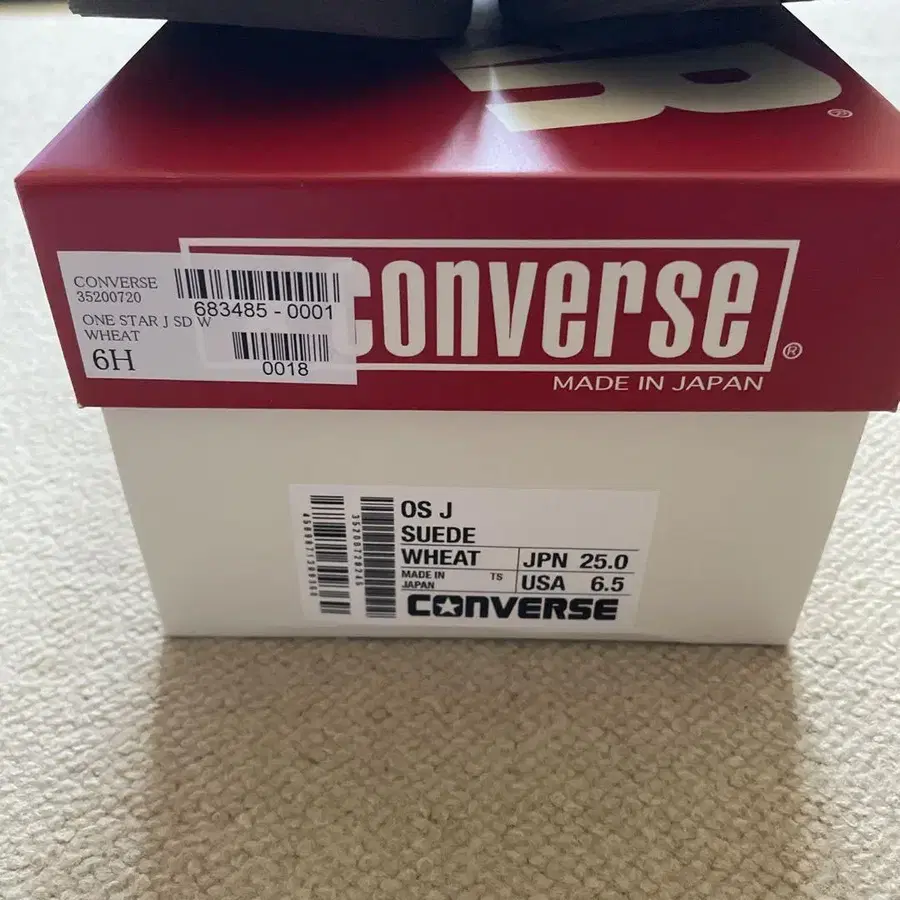 ®
CONVERSE
35200720
683485 - 0001
ONE STAR J SD W
WHEAT
6H
0018
converse
®
MADE IN JAPAN
OS J
SUEDE
WHEAT
JPN 25.0
MADE IN
JAPAN
TS
USA 6.5
CONVERSE